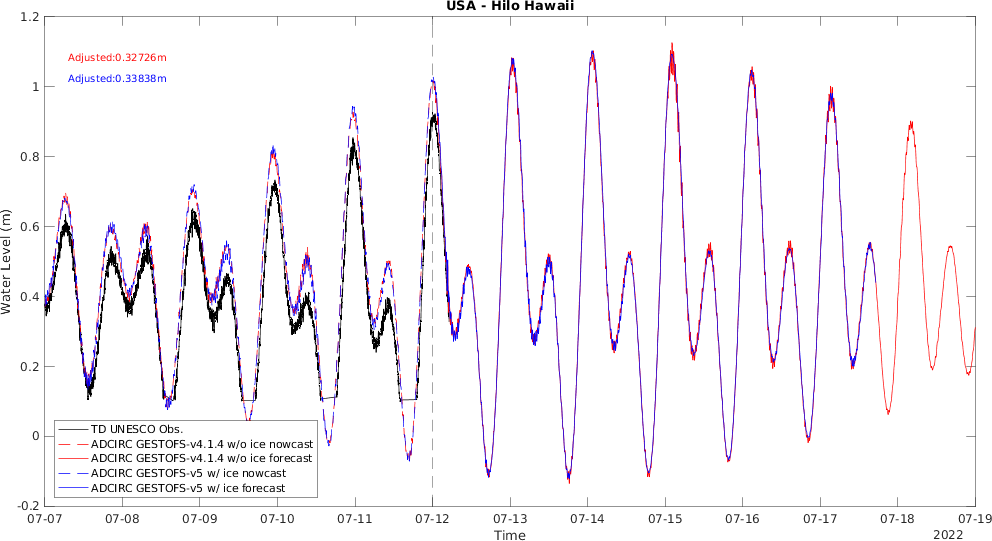 USA - Hilo Hawaii
1.2
1
0.8
0.6
0.4
0.2
0
-0.2
Water Level (m)
Adjusted:0.32726m
Adjusted:0.33838m
TD UNESCO Obs.
ADCIRC GESTOFS-v4.1.4 w/o ice nowcast
ADCIRC GESTOFS-v4.1.4 w/o ice forecast
ADCIRC GESTOFS-v5 w/ ice nowcast
ADCIRC GESTOFS-v5 w/ ice forecast
07-07 07-08 07-09 07-10 07-11 07-12 07-13 07-14 07-15 07-16 07-17 07-18 07-19
Time
2022